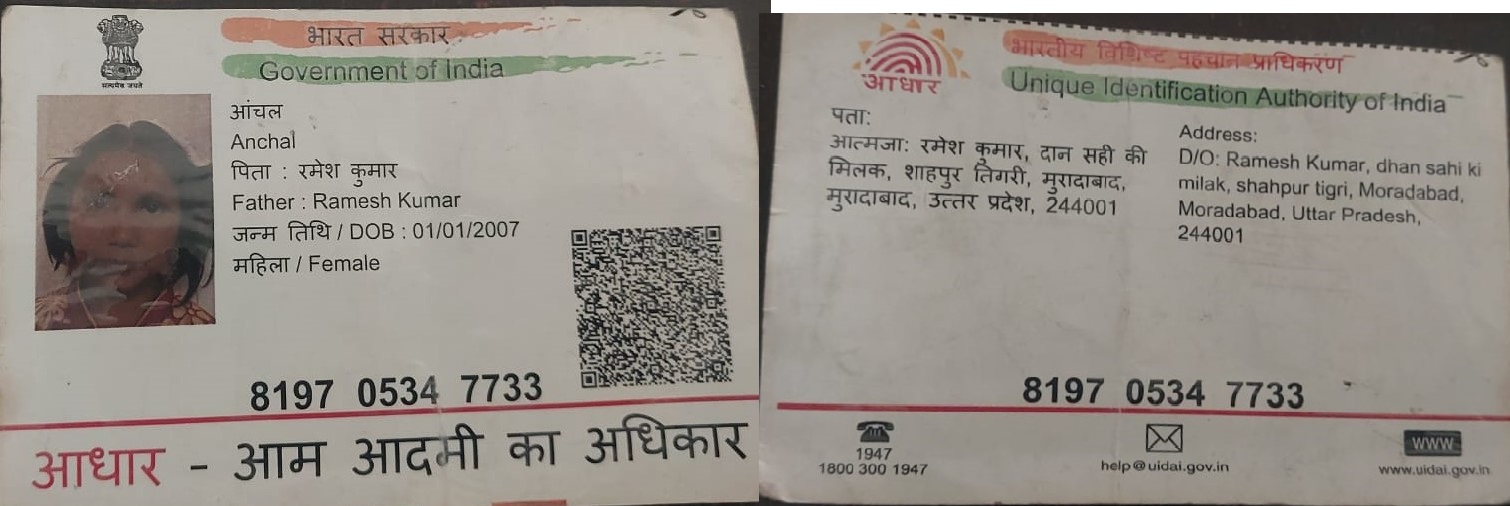 भारत सरकार
Government of India
सत्यमेव जयते
आंचल
Anchal
पिता : रमेश कुमार
Father : Ramesh Kumar
जन्म तिथि / DOB : 01/01/2007
महिला / Female
8197 0534 7733
आधार - आम आदमी का अधिकार
भारतीय विशिष्ट पहचान प्राधिकरण
Unique Identification Authority of India
आधार
पता:
आत्मजा: रमेश कुमार, दान सही की
मिलक, शाहपुर तिगरी, मुरादाबाद,
मुरादाबाद, उत्तर प्रदेश, 244001
Address:
D/O: Ramesh Kumar, dhan sahi ki
milak, shahpur tigri, Moradabad,
Moradabad, Uttar Pradesh,
244001
8197 0534 7733
1947
1800 300 1947
help@uidai.gov.in
www
www.uidai.gov.in